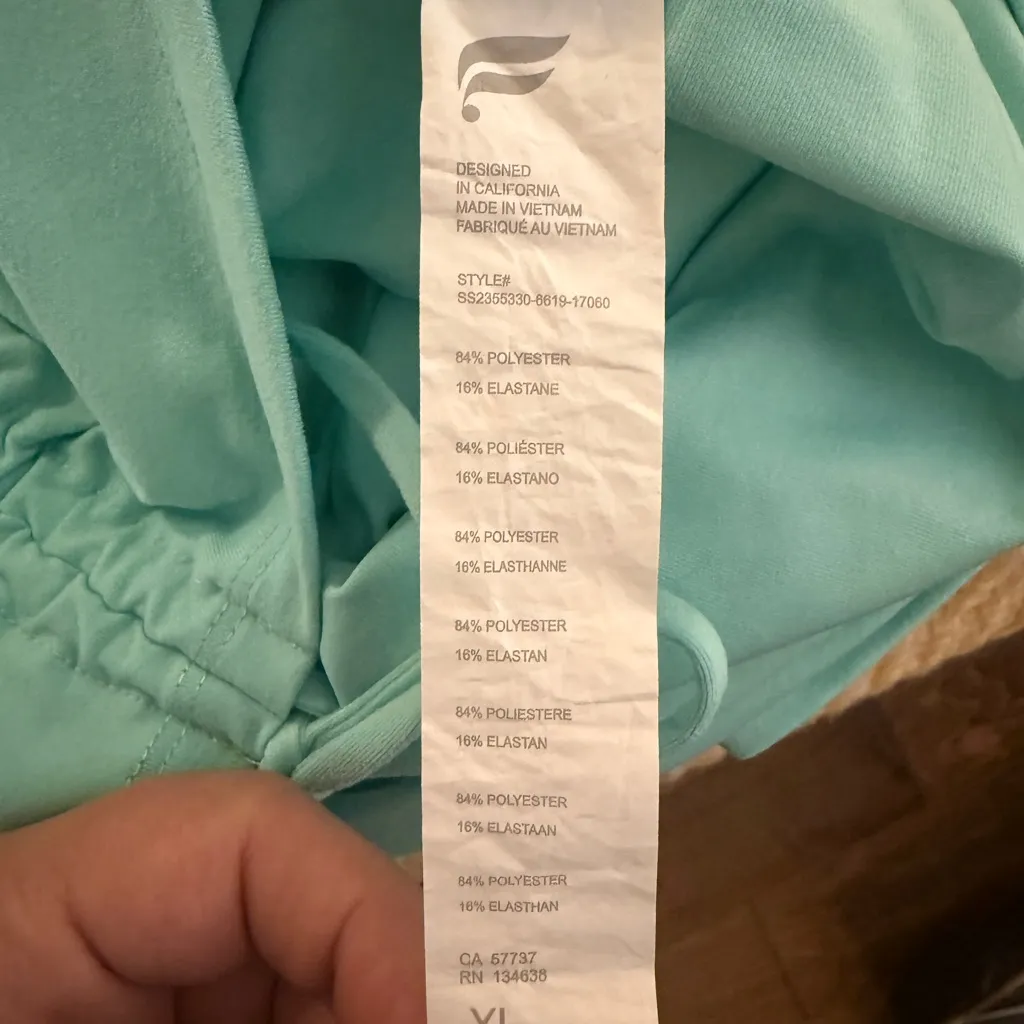 DESIGNED
IN CALIFORNIA
MADE IN VIETNAM
FABRIQUÉ AU VIETNAM
STYLE#
SS2355330-6619-17060
84% POLYESTER
16% ELASTANE
84% POLIÉSTER
16% ELASTANO
84% POLYESTER
16% ELASTHANNE
84% POLYESTER
16% ELASTAN
84% POLIESTERE
16% ELASTAN
84% POLYESTER
16% ELASTAAN
84% POLYESTER
16% ELASTHAN
CA 57737
RN 134638
XL